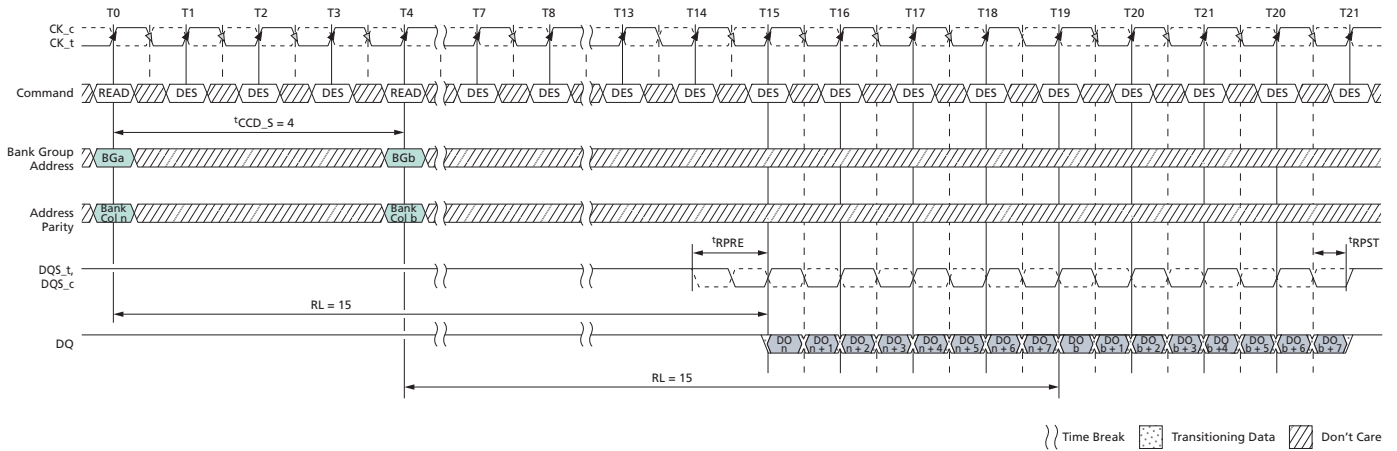 T0 T1 T2 T3 T4 T7 T8 T13 T14 T15 T16 T17 T18 T19 T20 T21 T20 T21
CK_c
CK_t
Command READ DES DES DES READ DES DES DES DES DES DES DES DES DES DES DES DES DES
tCCD_S = 4
Bank Group
Address
BGa BGb
Address
Parity
Bank
Col n
Bank
Col b
tRPRE tRPST
DQS_t,
DQS_c
RL = 15
DQ
DO
n
DO
n + 1
DO
n + 2
DO
n + 3
DO
n + 4
DO
n + 5
DO
n + 6
DO
n + 7
DO
b
DO
b + 1
DO
b + 2
DO
b + 3
DO
b + 4
DO
b + 5
DO
b + 6
DO
b + 7
RL = 15
Time Break Transitioning Data Don't Care